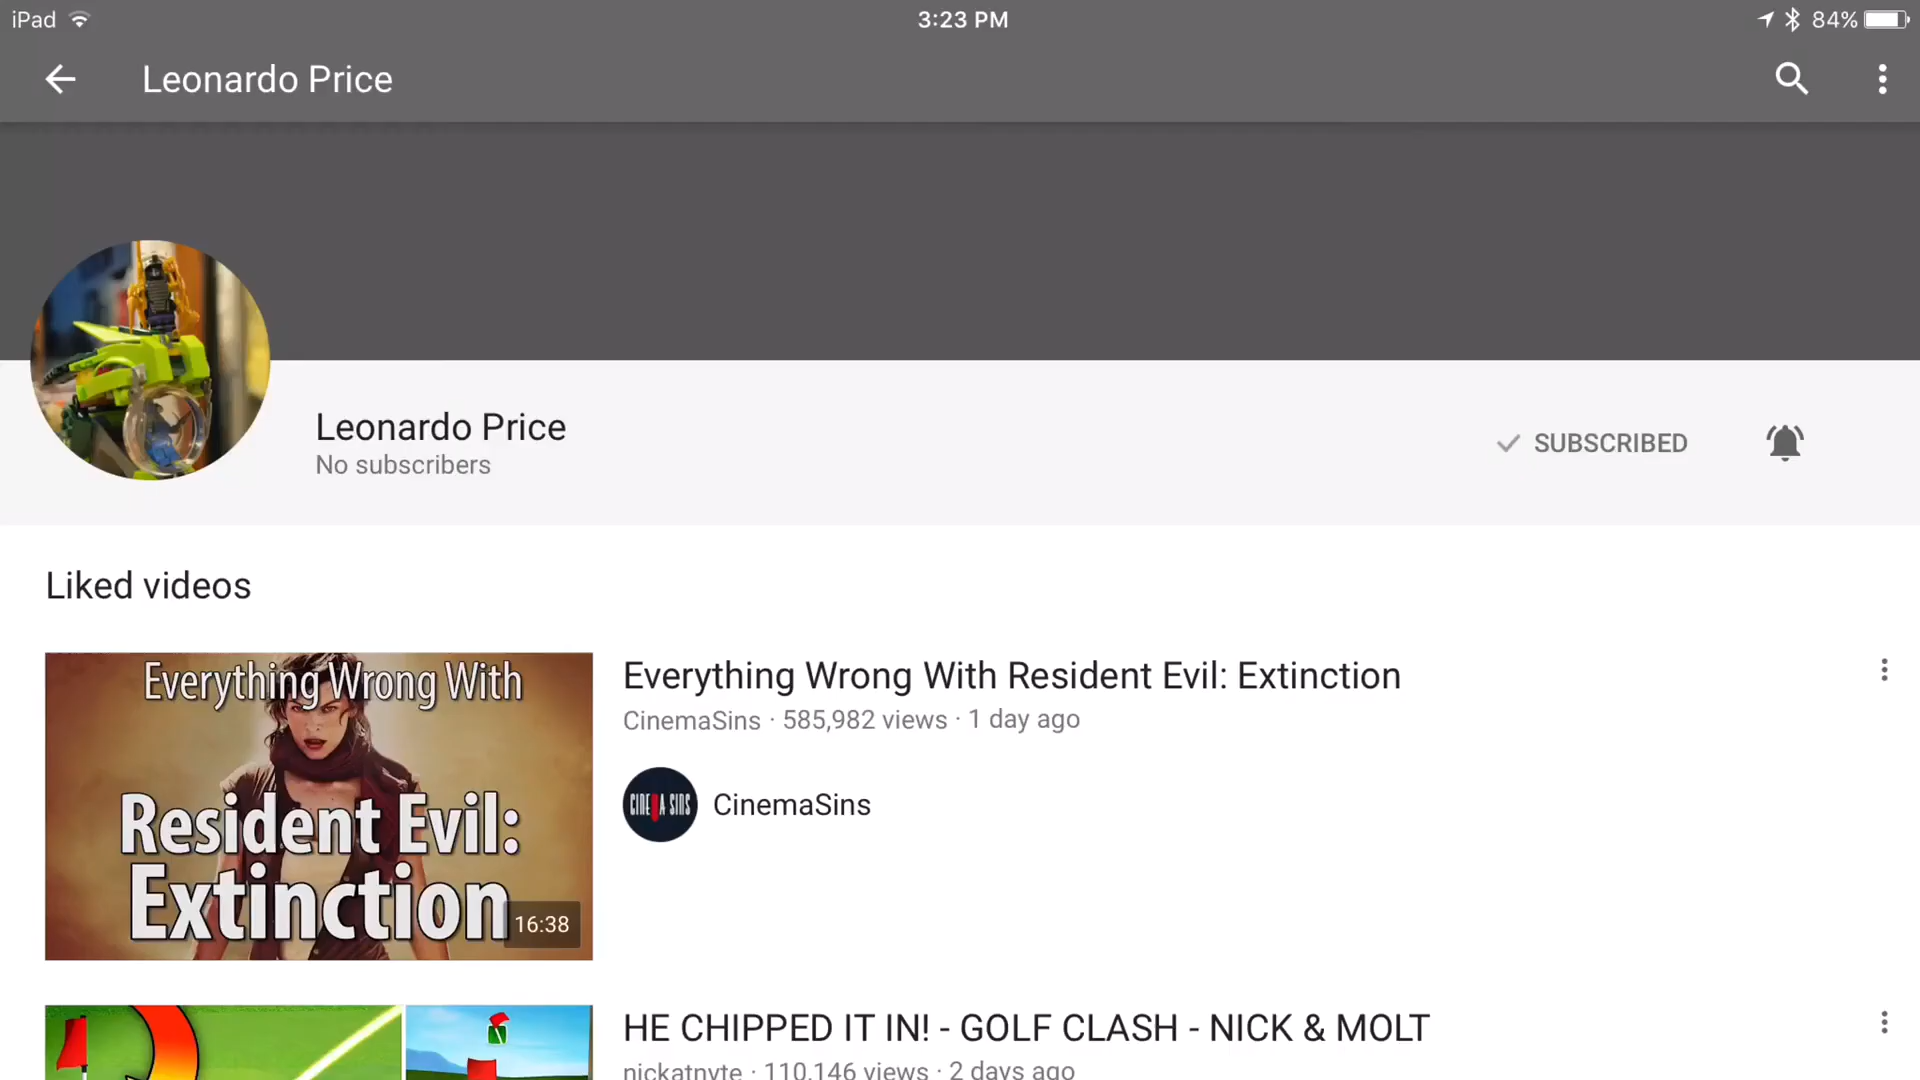 iPad 3:23 PM 84%
Leonardo Price
Leonardo Price
No subscribers
SUBSCRIBED
Liked videos
Everything Wrong With
Resident Evil:
Extinction
16:38
Everything Wrong With Resident Evil: Extinction
CinemaSins · 585,982 views · 1 day ago
CINEMA SINS
CinemaSins
HE CHIPPED IT IN! - GOLF CLASH - NICK & MOLT
nickatnyte · 110,146 views · 2 days ago